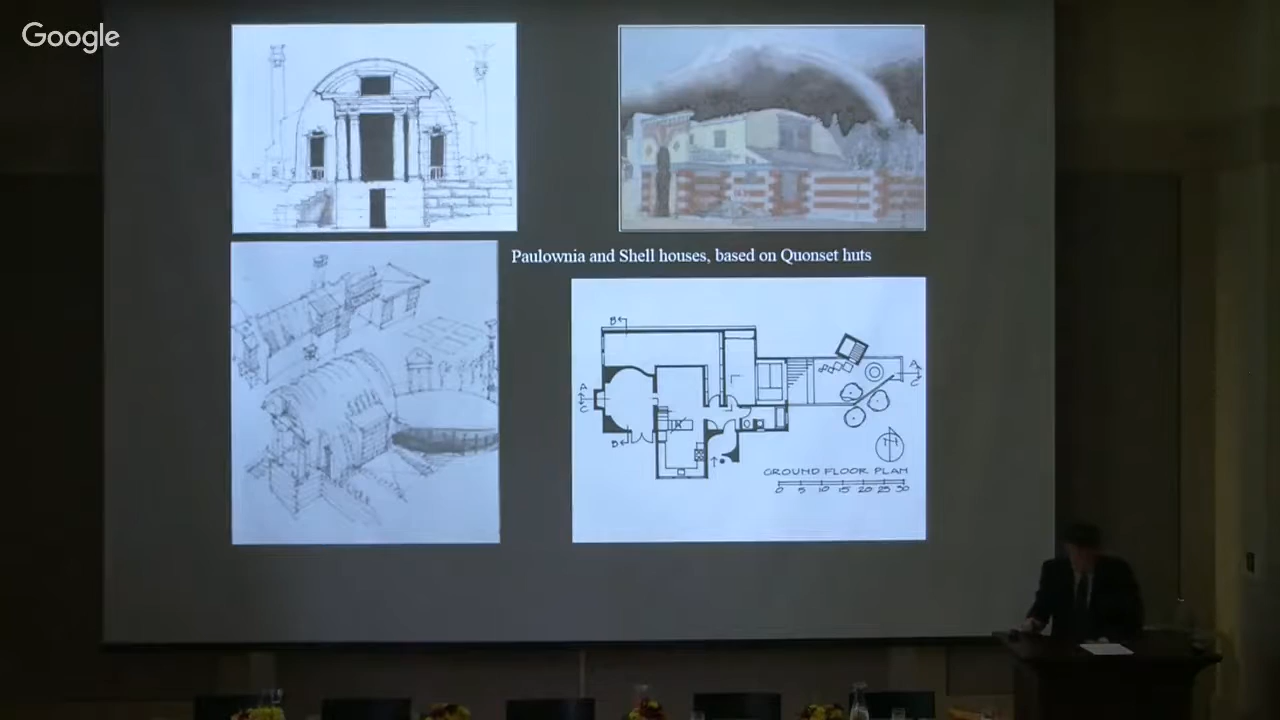 Google
Paulownia and Shell houses, based on Quonset huts
B
A
A
C
C
B
GROUND FLOOR PLAN
0 5 10 15 20 25 30